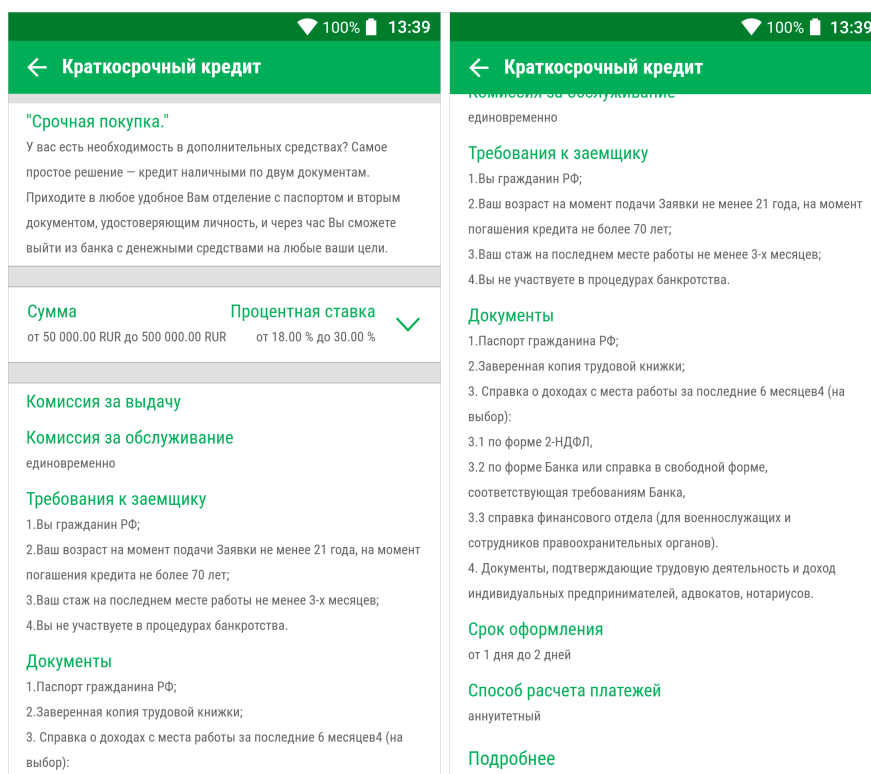 100% 13:39
Краткосрочный кредит
"Срочная покупка."
У вас есть необходимость в дополнительных средствах? Самое
простое решение — кредит наличными по двум документам.
Приходите в любое удобное Вам отделение с паспортом и вторым
документом, удостоверяющим личность, и через час Вы сможете
выйти из банка с денежными средствами на любые ваши цели.
Сумма Процентная ставка
от 50 000.00 RUR до 500 000.00 RUR от 18.00 % до 30.00 %
Комиссия за выдачу
Комиссия за обслуживание
единовременно
Требования к заемщику
1.Вы гражданин РФ;
2.Ваш возраст на момент подачи Заявки не менее 21 года, на момент
погашения кредита не более 70 лет;
3.Ваш стаж на последнем месте работы не менее 3-х месяцев;
4.Вы не участвуете в процедурах банкротства.
Документы
1.Паспорт гражданина РФ;
2.Заверенная копия трудовой книжки;
3. Справка о доходах с места работы за последние 6 месяцев4 (на
выбор):
100% 13:39
Краткосрочный кредит
Комиссия за обслуживание
единовременно
Требования к заемщику
1.Вы гражданин РФ;
2.Ваш возраст на момент подачи Заявки не менее 21 года, на момент
погашения кредита не более 70 лет;
3.Ваш стаж на последнем месте работы не менее 3-х месяцев;
4.Вы не участвуете в процедурах банкротства.
Документы
1.Паспорт гражданина РФ;
2.Заверенная копия трудовой книжки;
3. Справка о доходах с места работы за последние 6 месяцев4 (на
выбор):
3.1 по форме 2-НДФЛ,
3.2 по форме Банка или справка в свободной форме,
соответствующая требованиям Банка,
3.3 справка финансового отдела (для военнослужащих и
сотрудников правоохранительных органов).
4. Документы, подтверждающие трудовую деятельность и доход
индивидуальных предпринимателей, адвокатов, нотариусов.
Срок оформления
от 1 дня до 2 дней
Способ расчета платежей
аннуитетный
Подробнее